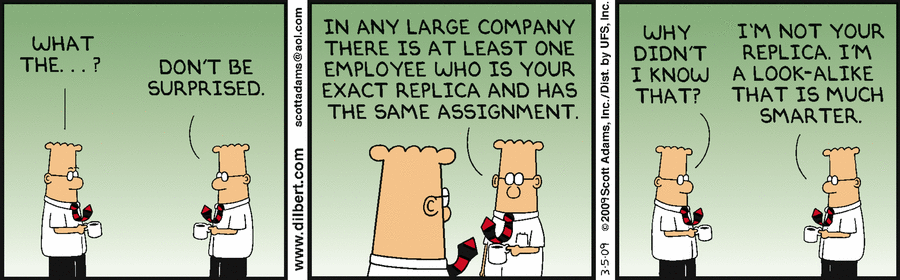 WHAT
THE...?
DON'T BE
SURPRISED.
www.dilbert.com
scottadams@aol.com
IN ANY LARGE COMPANY
THERE IS AT LEAST ONE
EMPLOYEE WHO IS YOUR
EXACT REPLICA AND HAS
THE SAME ASSIGNMENT.
3-5-09 © 2009 Scott Adams, Inc./Dist. by UFS, Inc.
WHY
DIDN'T
I KNOW
THAT?
I'M NOT YOUR
REPLICA. I'M
A LOOK-ALIKE
THAT IS MUCH
SMARTER.